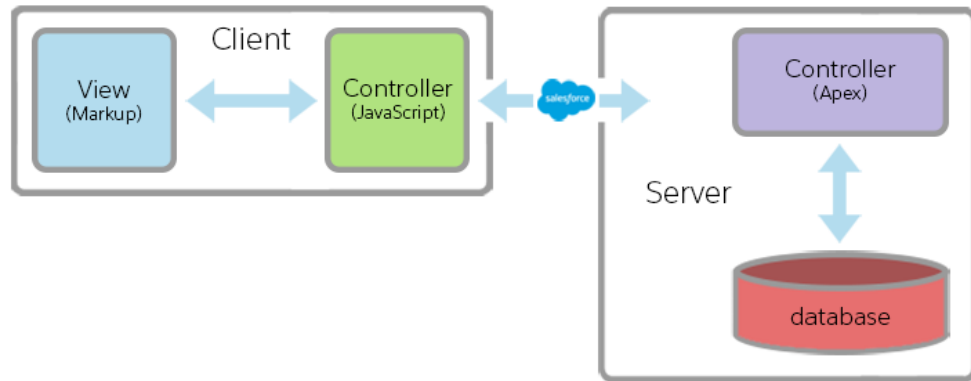 Client
View
(Markup)
Controller
(JavaScript)
salesforce
Controller
(Apex)
Server
database